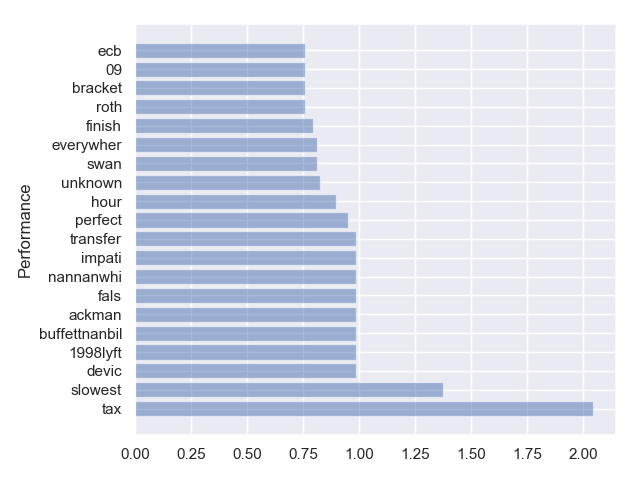 ecb
09
bracket
roth
finish
everywher
swan
unknown
hour
perfect
transfer
impati
nannanwhi
fals
ackman
buffettnanbil
1998lyft
devic
slowest
tax
Performance
0.00 0.25 0.50 0.75 1.00 1.25 1.50 1.75 2.00